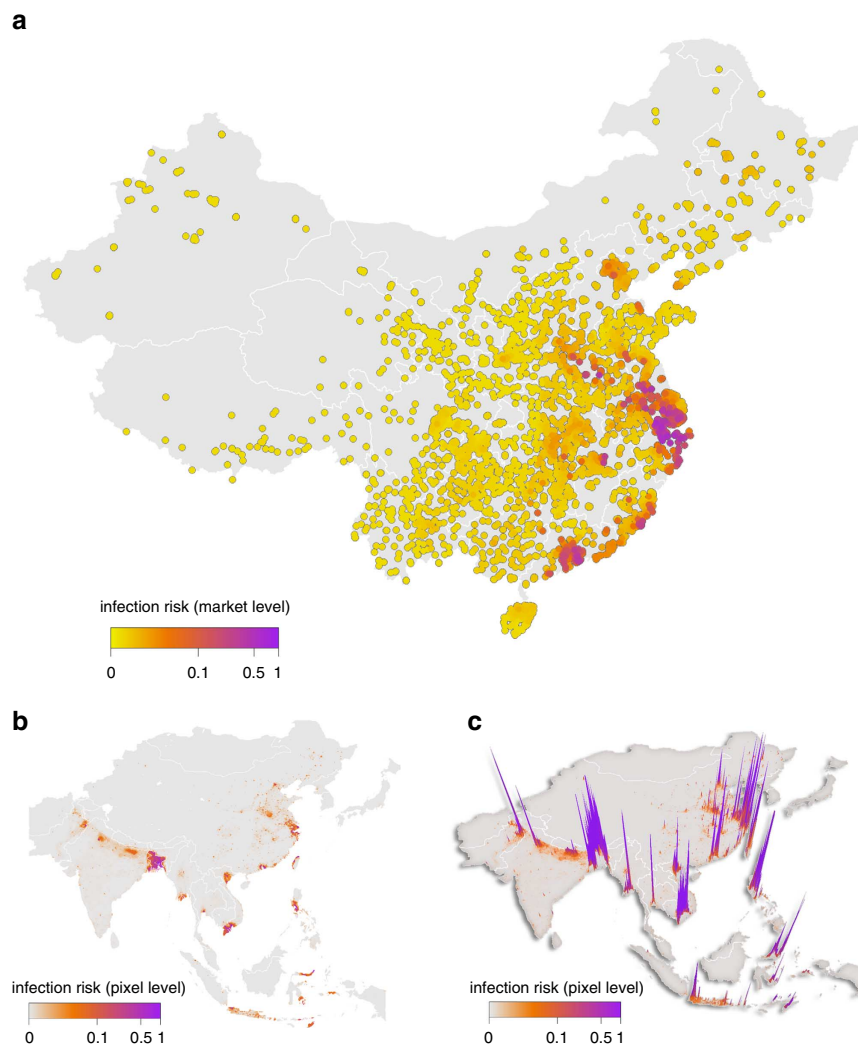 a
infection risk (market level)
0 0.1 0.5 1
b
c
infection risk (pixel level)
0 0.1 0.5 1
infection risk (pixel level)
0 0.1 0.5 1